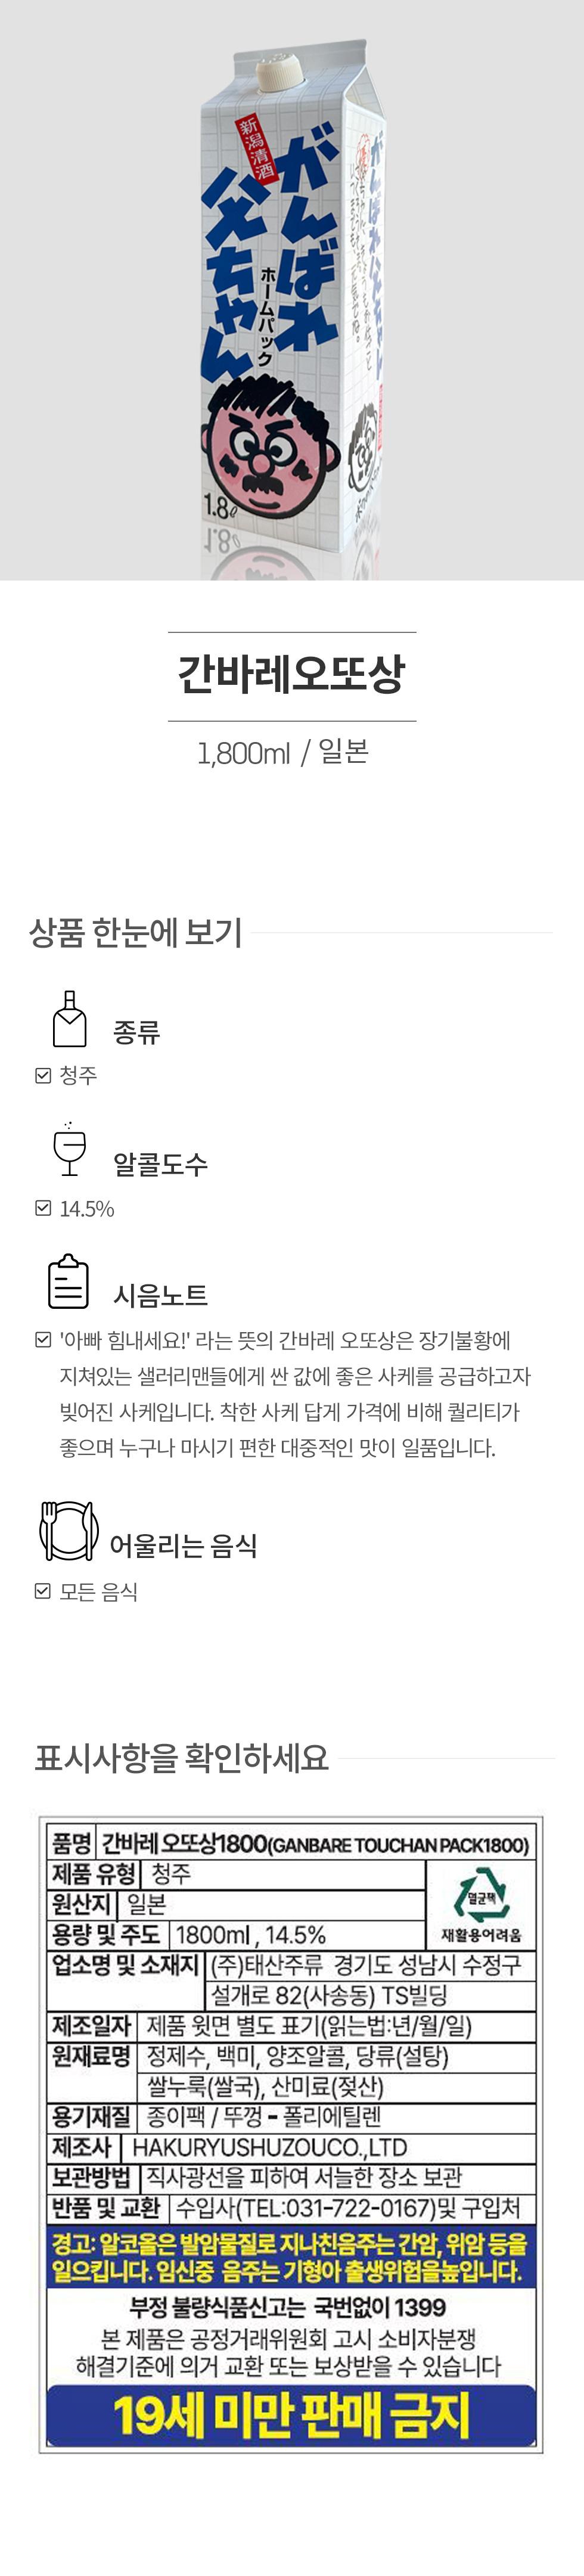 新潟清酒
がんばれ
父ちゃん
ホームパック
1.8ℓ
がんばれ父ちゃん
간바레오또상
1,800ml / 일본
상품 한눈에 보기
종류
청주
알콜도수
14.5%
시음노트
'아빠 힘내세요!' 라는 뜻의 간바레 오또상은 장기불황에
지쳐있는 샐러리맨들에게 싼 값에 좋은 사케를 공급하고자
빚어진 사케입니다. 착한 사케 답게 가격에 비해 퀄리티가
좋으며 누구나 마시기 편한 대중적인 맛이 일품입니다.
어울리는 음식
모든 음식
표시사항을 확인하세요
품명 간바레 오또상1800(GANBARE TOUCHAN PACK1800)
제품 유형 청주
원산지 일본
용량 및 주도 1800ml , 14.5%
멸균팩
재활용어려움
업소명 및 소재지 (주)태산주류 경기도 성남시 수정구
설개로 82(사송동) TS빌딩
제조일자 제품 윗면 별도 표기(읽는법:년/월/일)
원재료명 정제수, 백미, 양조알콜, 당류(설탕)
쌀누룩(쌀국), 산미료(젖산)
용기재질 종이팩 / 뚜껑 - 폴리에틸렌
제조사 HAKURYUSHUZOUCO.,LTD
보관방법 직사광선을 피하여 서늘한 장소 보관
반품 및 교환 수입사(TEL:031-722-0167)및 구입처
경고: 알코올은 발암물질로 지나친음주는 간암, 위암 등을
일으킵니다. 임신중 음주는 기형아 출생위험을높입니다.
부정 불량식품신고는 국번없이 1399
본 제품은 공정거래위원회 고시 소비자분쟁
해결기준에 의거 교환 또는 보상받을 수 있습니다
19세 미만 판매 금지